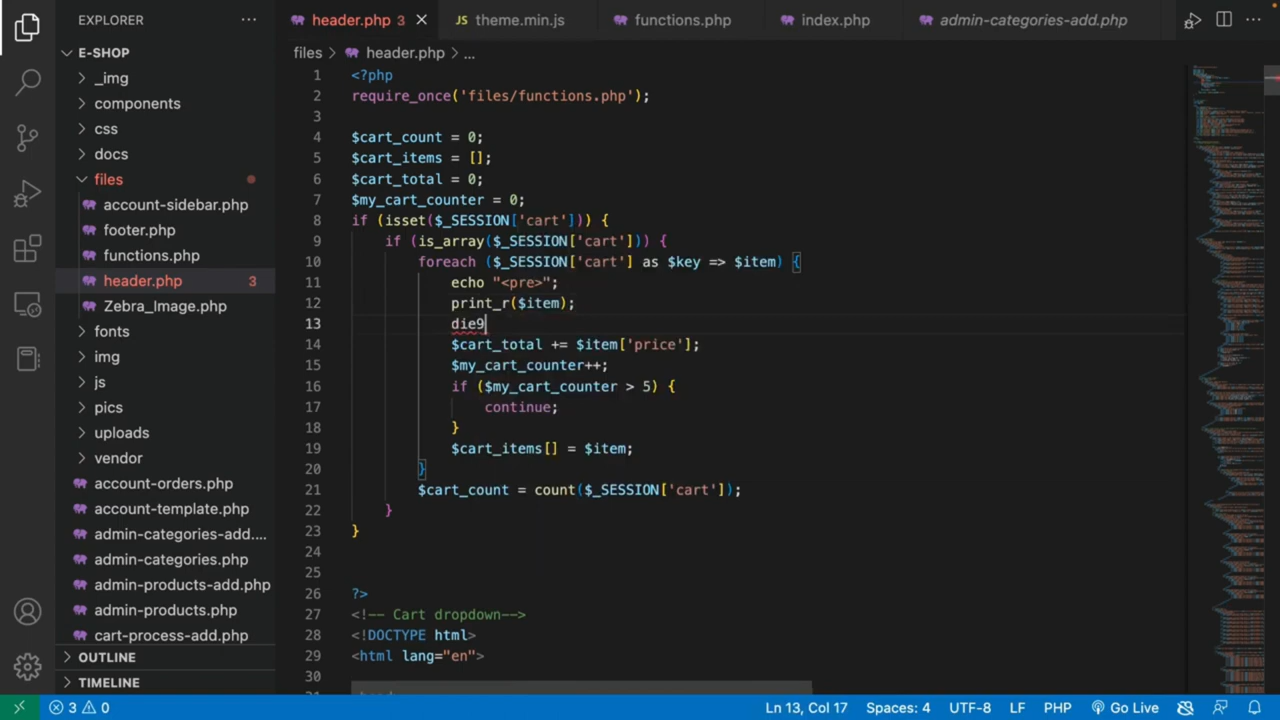 EXPLORER
header.php 3
theme.min.js
functions.php
index.php
admin-categories-add.php
files > header.php > ...
E-SHOP
_img
components
css
docs
files
account-sidebar.php
footer.php
functions.php
header.php 3
Zebra_Image.php
fonts
img
js
pics
uploads
vendor
account-orders.php
account-template.php
admin-categories-add....
admin-categories.php
admin-products-add.php
admin-products.php
cart-process-add.php
OUTLINE
TIMELINE
1 <?php
2 require_once('files/functions.php');
3
4 $cart_count = 0;
5 $cart_items = [];
6 $cart_total = 0;
7 $my_cart_counter = 0;
8 if (isset($_SESSION['cart'])) {
9 if (is_array($_SESSION['cart'])) {
10 foreach ($_SESSION['cart'] as $key => $item) {
11 echo "<pre>";
12 print_r($item);
13 die9
14 $cart_total += $item['price'];
15 $my_cart_counter++;
16 if ($my_cart_counter > 5) {
17 continue;
18 }
19 $cart_items[] = $item;
20 }
21 $cart_count = count($_SESSION['cart']);
22 }
23 }
24
25
26 ?>
27 <!-- Cart dropdown-->
28 <!DOCTYPE html>
29 <html lang="en">
30
3 0
Ln 13, Col 17
Spaces: 4
UTF-8
LF
PHP
Go Live